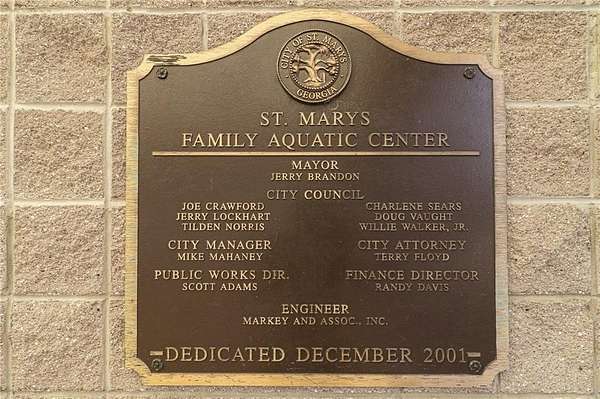 CITY OF ST. MARYS
GEORGIA
ST. MARYS
FAMILY AQUATIC CENTER
MAYOR
JERRY BRANDON
CITY COUNCIL
JOE CRAWFORD CHARLENE SEARS
JERRY LOCKHART DOUG VAUGHT
TILDEN NORRIS WILLIE WALKER, JR.
CITY MANAGER CITY ATTORNEY
MIKE MAHANEY TERRY FLOYD
PUBLIC WORKS DIR. FINANCE DIRECTOR
SCOTT ADAMS RANDY DAVIS
ENGINEER
MARKEY AND ASSOC., INC.
DEDICATED DECEMBER 2001